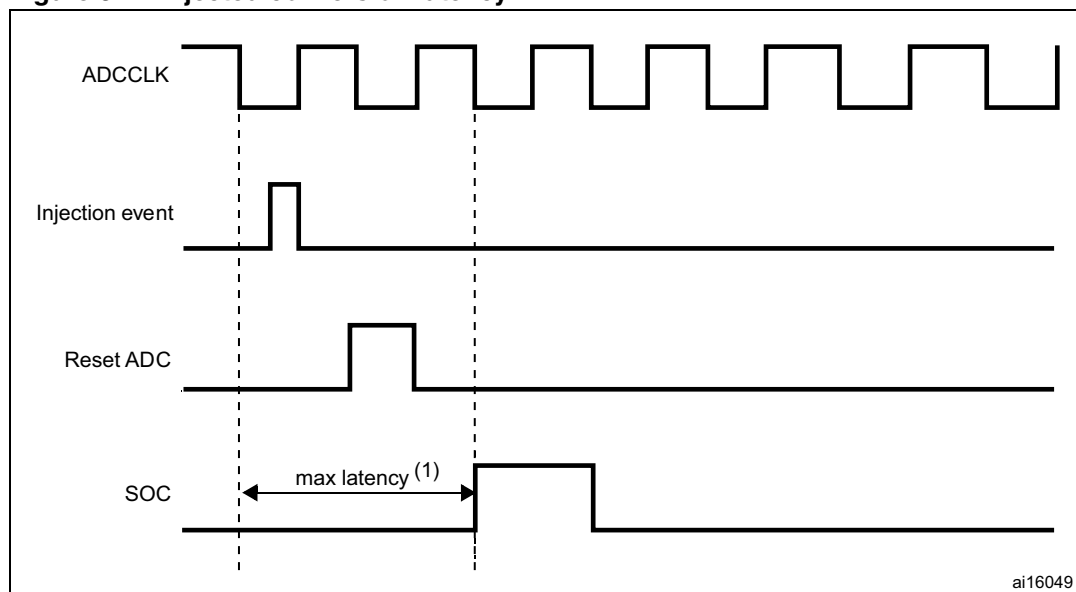 ADCCLK
Injection event
Reset ADC
max latency (1)
SOC
ai16049